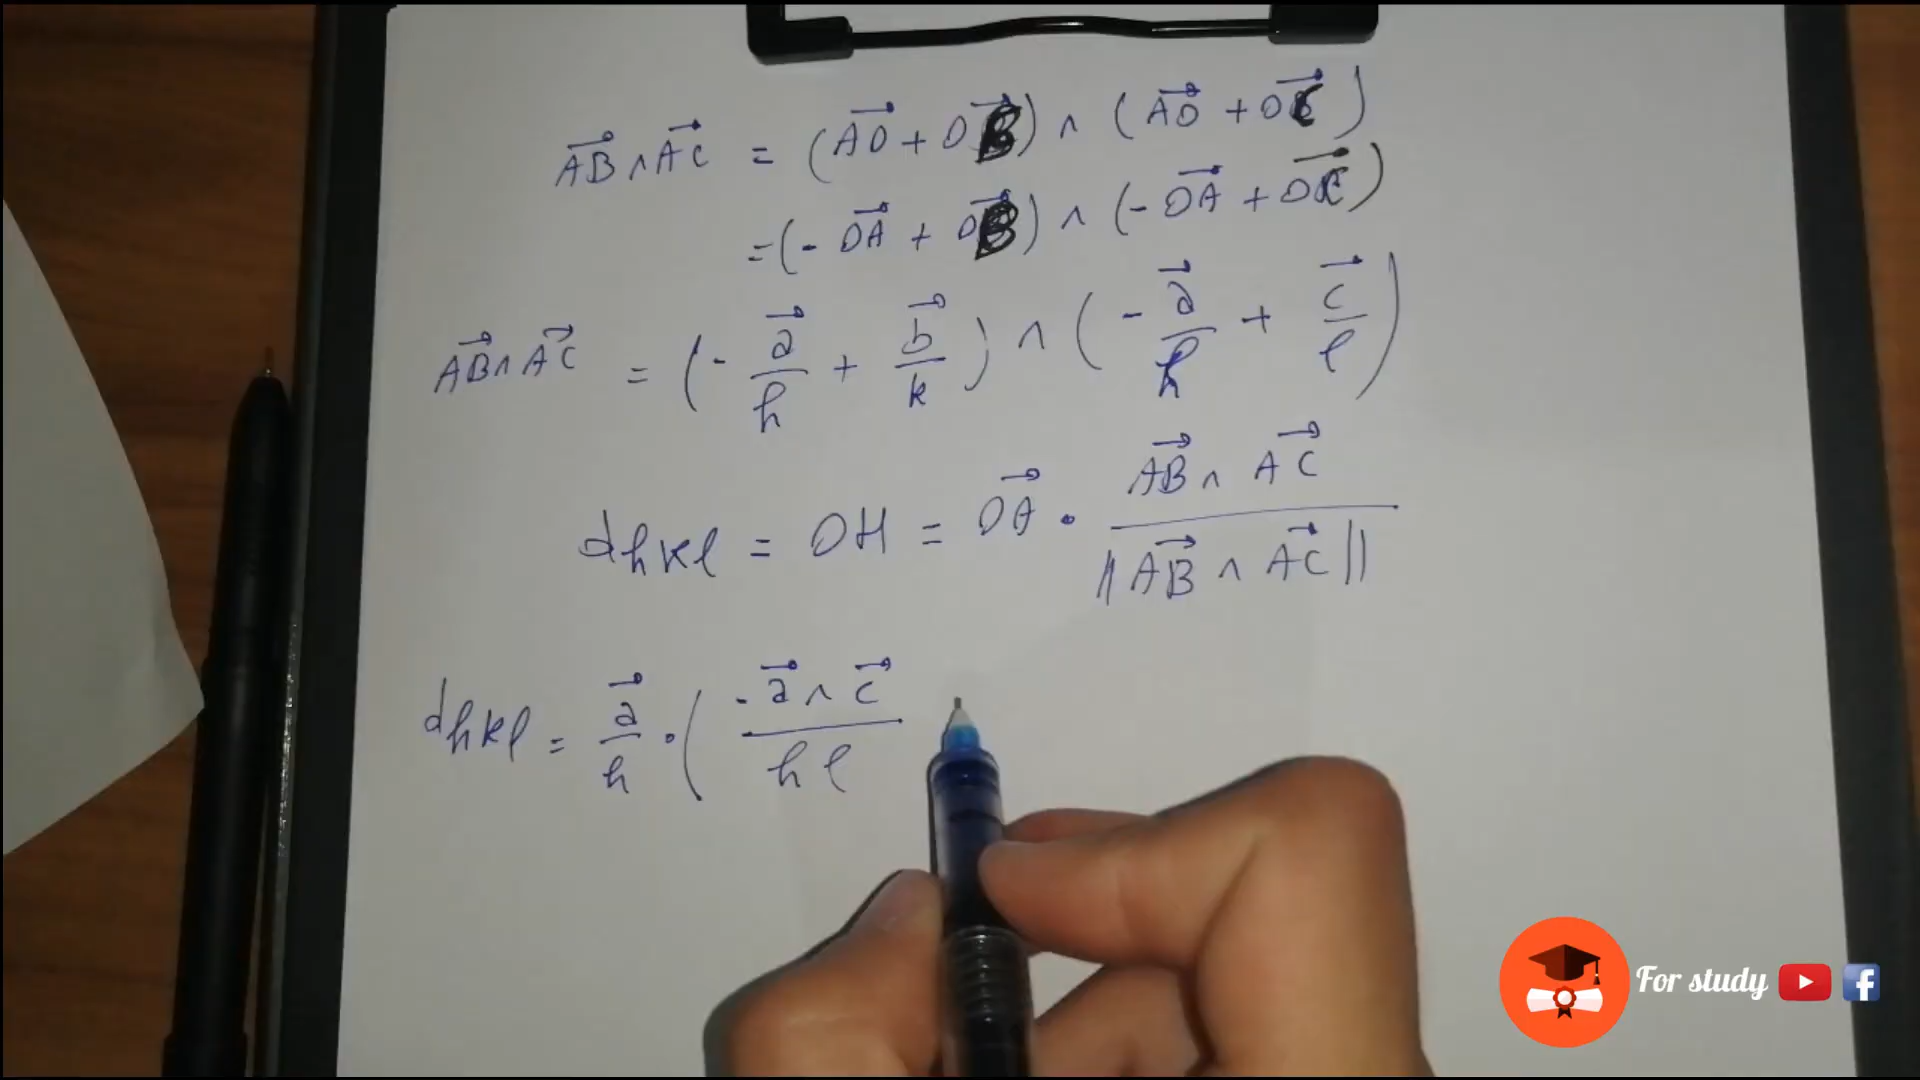 AB⃗ ∧ AC⃗ = (AO⃗ + OB⃗) ∧ (AO⃗ + OC⃗)
= (- OA⃗ + OB⃗) ∧ (- OA⃗ + OC⃗)
AB⃗ ∧ AC⃗ = (- a⃗/h + b⃗/k) ∧ (- a⃗/h + c⃗/l)
dhkl = OH = OA⃗ · AB⃗ ∧ AC⃗ / ||AB⃗ ∧ AC⃗||
dhkl = a⃗/h · ( - a⃗ ∧ c⃗ / hl
For study